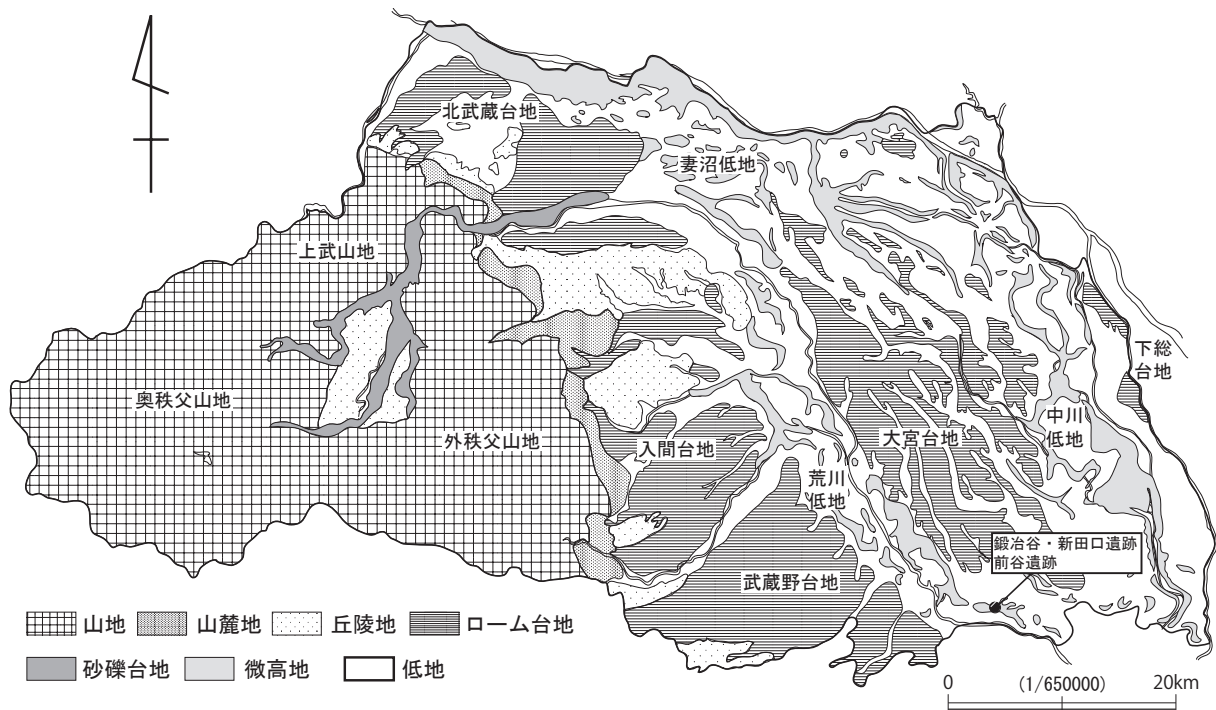 北武蔵台地
妻沼低地
上武山地
下総
台地
奥秩父山地
外秩父山地
入間台地
大宮台地
中川
低地
荒川
低地
鍛冶谷・新田口遺跡
前谷遺跡
武蔵野台地
山地
山麓地
丘陵地
ローム台地
砂礫台地
微高地
低地
0 (1/650000) 20km